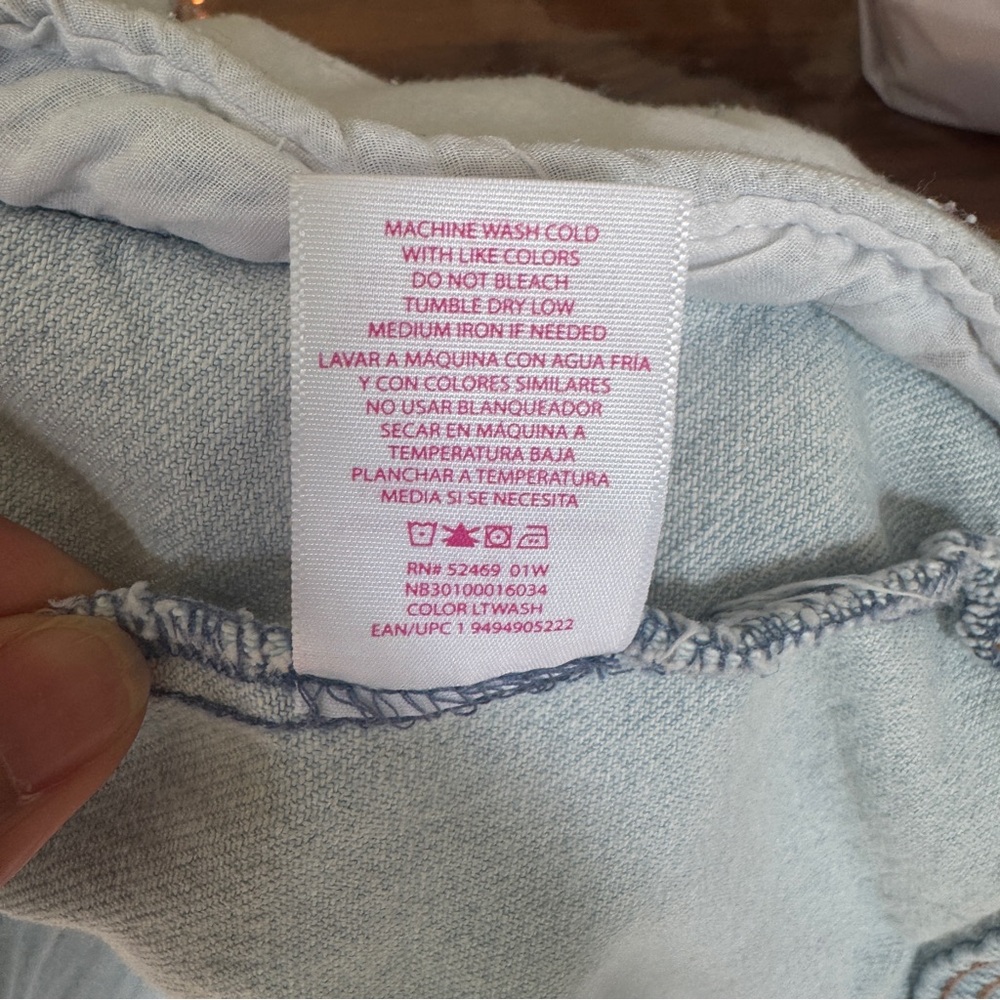 MACHINE WASH COLD
WITH LIKE COLORS
DO NOT BLEACH
TUMBLE DRY LOW
MEDIUM IRON IF NEEDED
LAVAR A MÁQUINA CON AGUA FRÍA
Y CON COLORES SIMILARES
NO USAR BLANQUEADOR
SECAR EN MÁQUINA A
TEMPERATURA BAJA
PLANCHAR A TEMPERATURA
MEDIA SI SE NECESITA
RN# 52469 01W
NB30100016034
COLOR LTWASH
EAN/UPC 1 9494905222